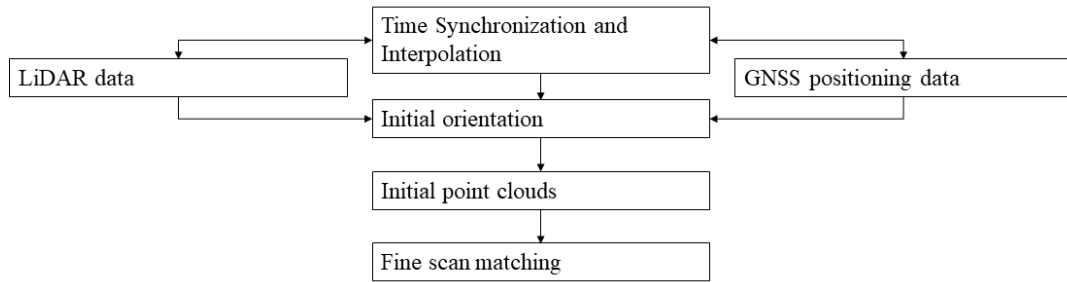 Time Synchronization and
Interpolation
LiDAR data
GNSS positioning data
Initial orientation
Initial point clouds
Fine scan matching